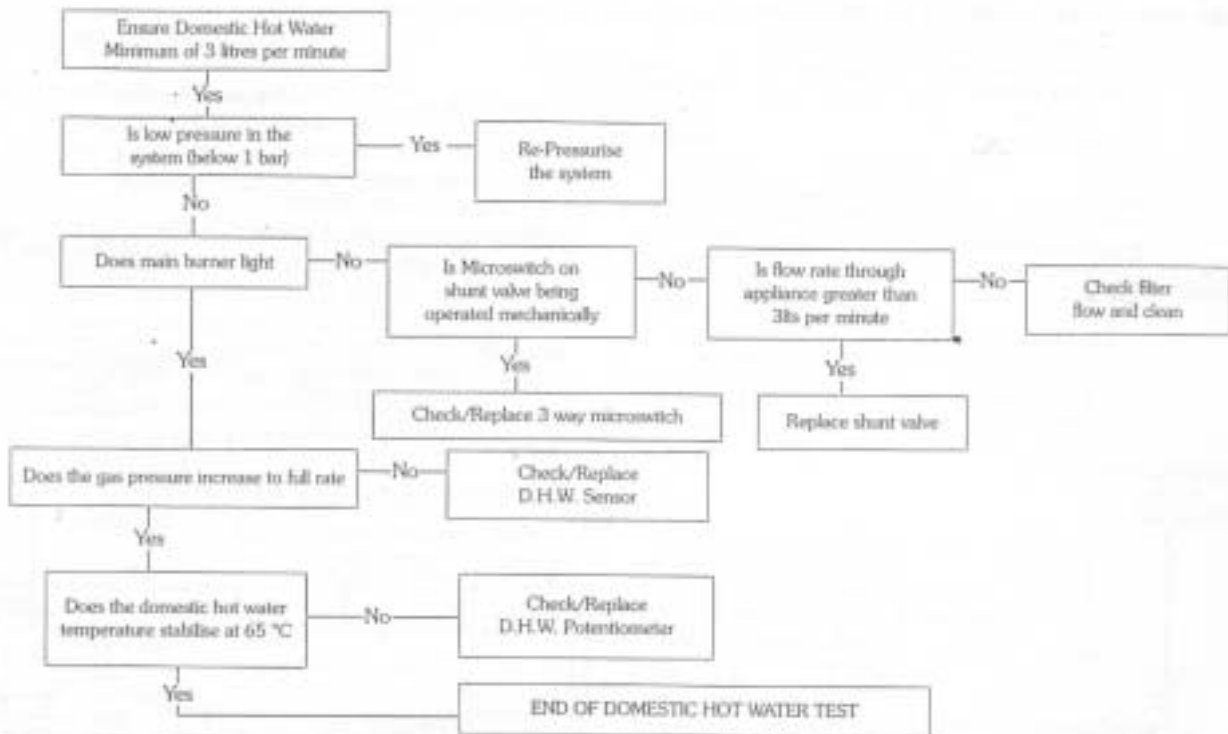 Ensure Domestic Hot Water
Minimum of 3 litres per minute
Yes
Is low pressure in the
system (below 1 bar)
Yes
Re-Pressurise
the system
No
Does main burner light
No
Is Microswitch on
shunt valve being
operated mechanically
No
Is flow rate through
appliance greater than
3lts per minute
No
Check filter
flow and clean
Yes
Yes
Yes
Check/Replace 3 way microswitch
Replace shunt valve
Does the gas pressure increase to full rate
No
Check/Replace
D.H.W. Sensor
Yes
Does the domestic hot water
temperature stabilise at 65 °C
No
Check/Replace
D.H.W. Potentiometer
Yes
END OF DOMESTIC HOT WATER TEST